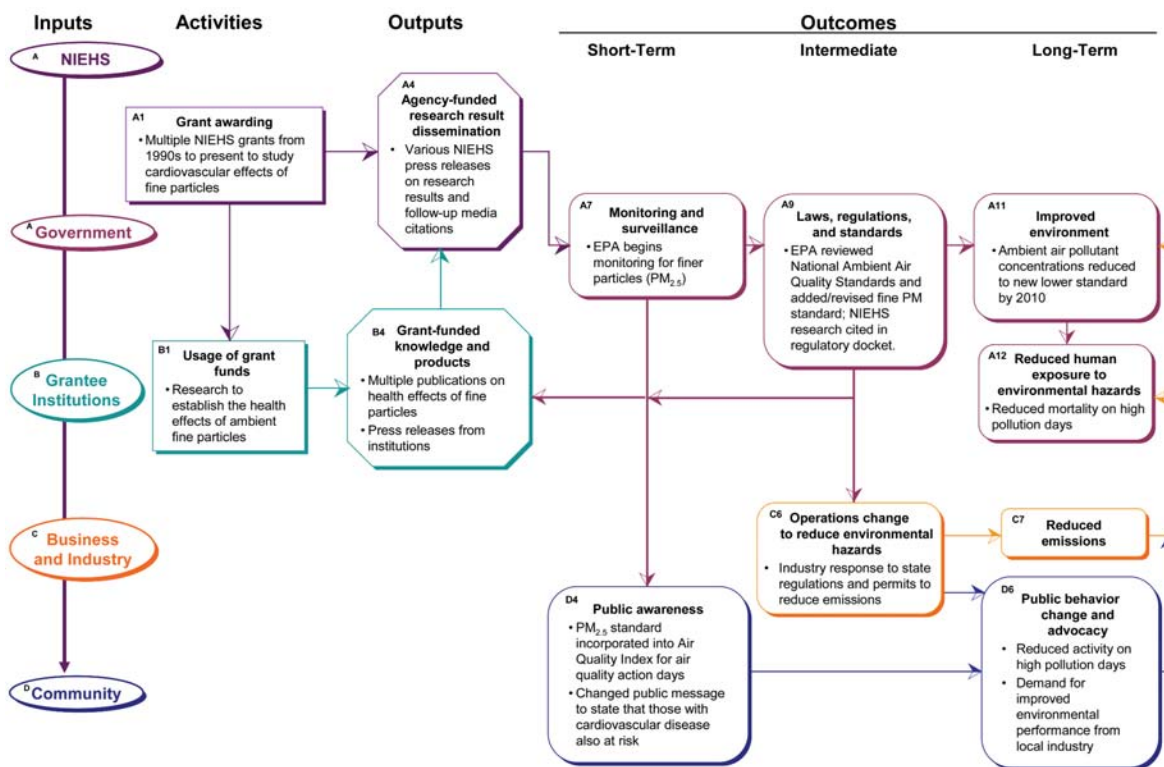 Inputs
Activities
Outputs
Outcomes
Short-Term
Intermediate
Long-Term
A NIEHS
A Government
B Grantee
Institutions
C Business
and Industry
D Community
A1
Grant awarding
• Multiple NIEHS grants from
1990s to present to study
cardiovascular effects of
fine particles
B1
Usage of grant
funds
• Research to
establish the health
effects of ambient
fine particles
A4
Agency-funded
research result
dissemination
• Various NIEHS
press releases
on research
results and
follow-up media
citations
B4
Grant-funded
knowledge and
products
• Multiple publications on
health effects of fine
particles
• Press releases from
institutions
A7
Monitoring and
surveillance
• EPA begins
monitoring for finer
particles (PM2.5)
D4
Public awareness
• PM2.5 standard
incorporated into Air
Quality Index for air
quality action days
• Changed public message
to state that those with
cardiovascular disease
also at risk
A9
Laws, regulations,
and standards
• EPA reviewed
National Ambient Air
Quality Standards and
added/revised fine PM
standard; NIEHS
research cited in
regulatory docket.
C6
Operations change
to reduce environmental
hazards
• Industry response to state
regulations and permits to
reduce emissions
A11
Improved
environment
• Ambient air pollutant
concentrations reduced
to new lower standard
by 2010
A12
Reduced human
exposure to
environmental hazards
• Reduced mortality on high
pollution days
C7
Reduced
emissions
D6
Public behavior
change and
advocacy
• Reduced activity on
high pollution days
• Demand for
improved
environmental
performance from
local industry